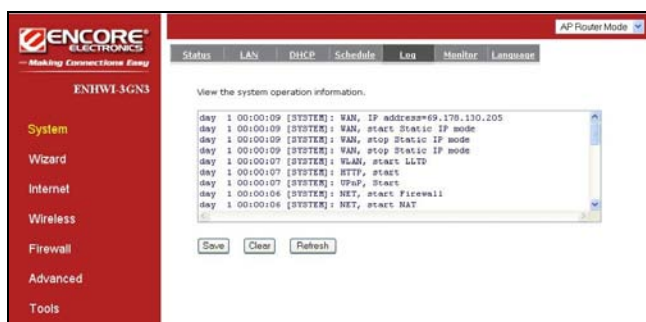 AP Router Mode
ENCORE
ELECTRONICS
Making Connections Easy
Status LAN DHCP Schedule Log Monitor Language
ENHWI-3GN3
View the system operation information.
day 1 00:00:09 [SYSTEM]: WAN, IP address=69.178.130.205
day 1 00:00:09 [SYSTEM]: WAN, start Static IP mode
day 1 00:00:09 [SYSTEM]: WAN, stop Static IP mode
day 1 00:00:09 [SYSTEM]: WAN, stop Static IP mode
day 1 00:00:07 [SYSTEM]: WLAN, start LLTD
day 1 00:00:07 [SYSTEM]: HTTP, start
day 1 00:00:07 [SYSTEM]: UPnP, Start
day 1 00:00:06 [SYSTEM]: NET, start Firewall
day 1 00:00:06 [SYSTEM]: NET, start NAT
Save Clear Refresh
System
Wizard
Internet
Wireless
Firewall
Advanced
Tools